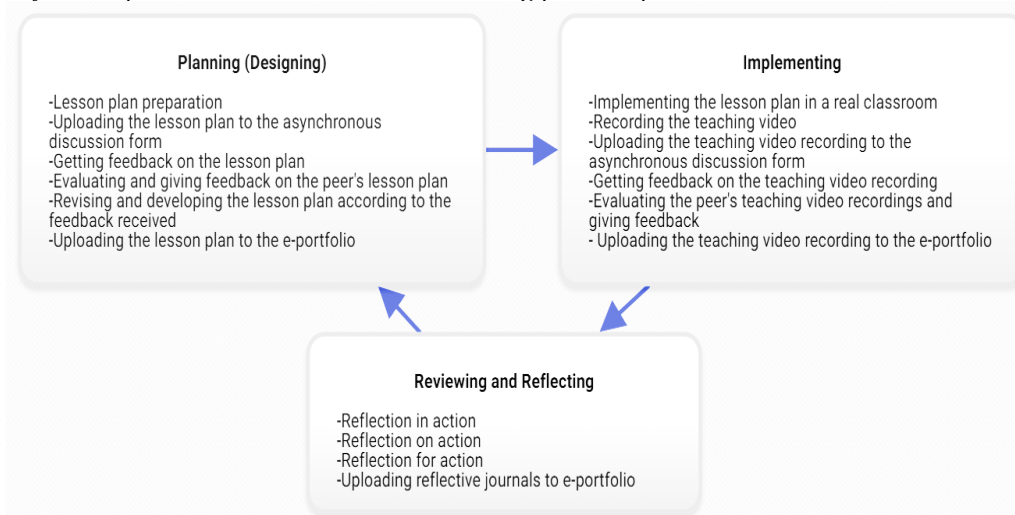 Planning (Designing)
-Lesson plan preparation
-Uploading the lesson plan to the asynchronous
discussion form
-Getting feedback on the lesson plan
-Evaluating and giving feedback on the peer's lesson plan
-Revising and developing the lesson plan according to the
feedback received
-Uploading the lesson plan to the e-portfolio
Implementing
-Implementing the lesson plan in a real classroom
-Recording the teaching video
-Uploading the teaching video recording to the
asynchronous discussion form
-Getting feedback on the teaching video recording
-Evaluating the peer's teaching video recordings and
giving feedback
- Uploading the teaching video recording to the e-portfolio
Reviewing and Reflecting
-Reflection in action
-Reflection on action
-Reflection for action
-Uploading reflective journals to e-portfolio